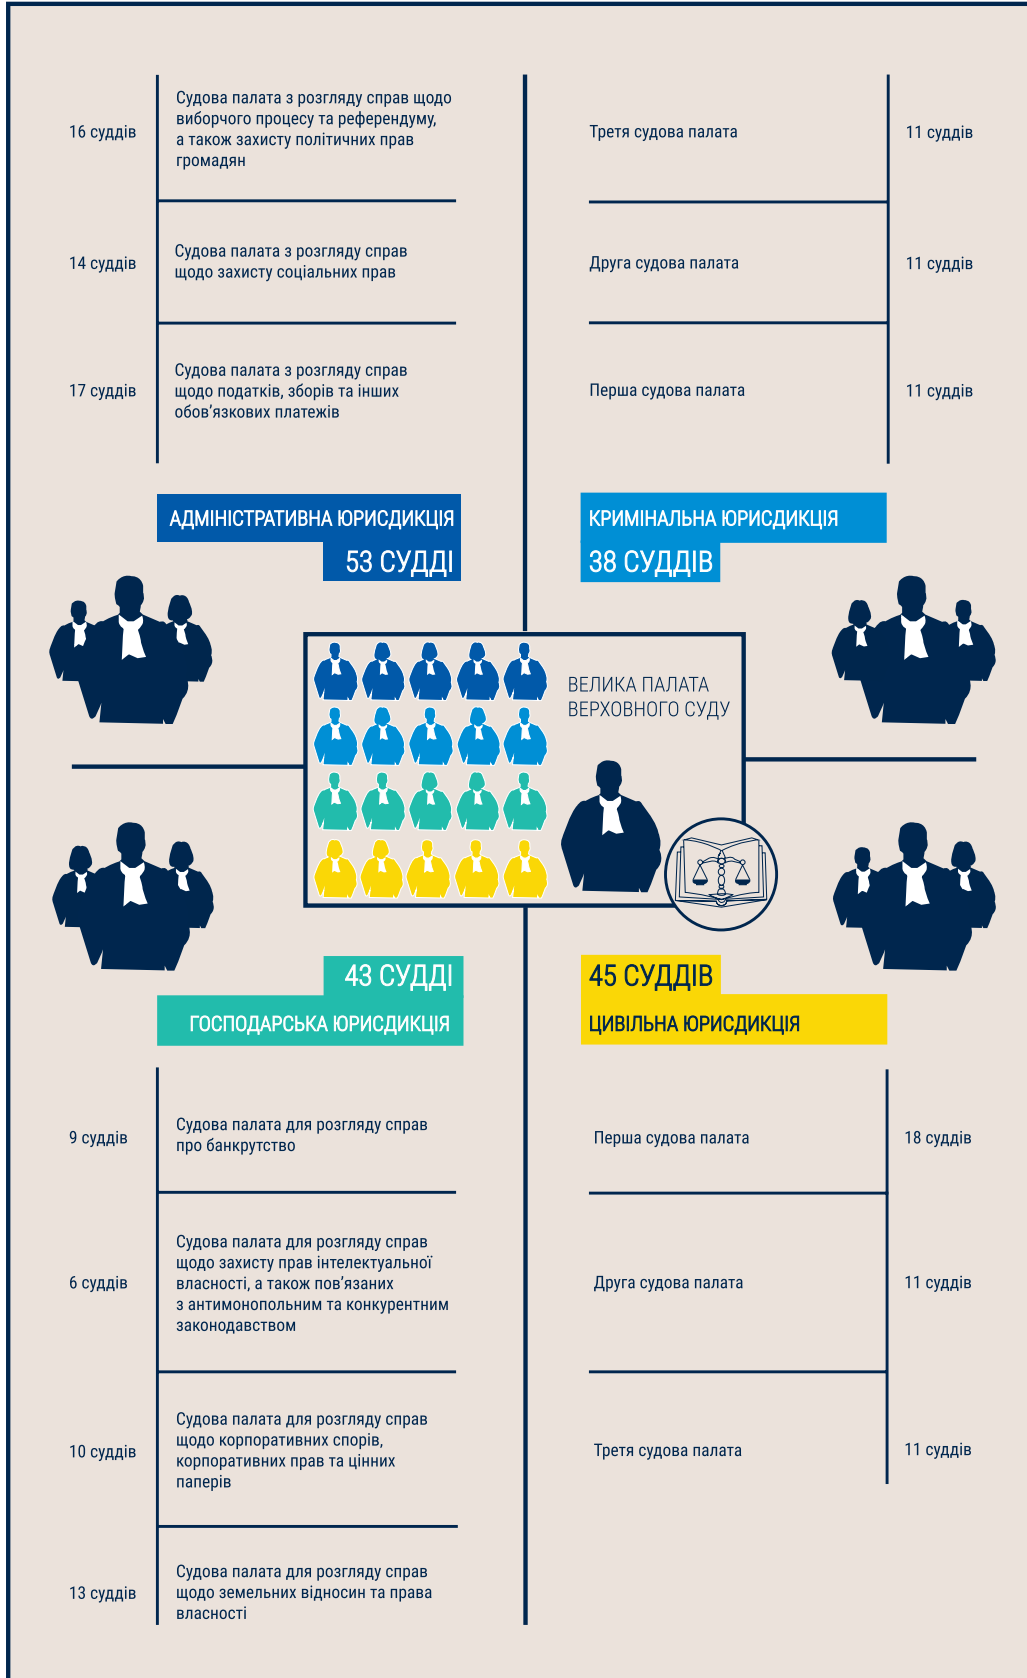 16 суддів
Судова палата з розгляду справ щодо
виборчого процесу та референдуму,
а також захисту політичних прав
громадян
14 суддів
Судова палата з розгляду справ
щодо захисту соціальних прав
17 суддів
Судова палата з розгляду справ
щодо податків, зборів та інших
обов’язкових платежів
АДМІНІСТРАТИВНА ЮРИСДИКЦІЯ
53 СУДДІ
Третя судова палата
11 суддів
Друга судова палата
11 суддів
Перша судова палата
11 суддів
КРИМІНАЛЬНА ЮРИСДИКЦІЯ
38 СУДДІВ
ВЕЛИКА ПАЛАТА
ВЕРХОВНОГО СУДУ
43 СУДДІ
ГОСПОДАРСЬКА ЮРИСДИКЦІЯ
9 суддів
Судова палата для розгляду справ
про банкрутство
6 суддів
Судова палата для розгляду справ
щодо захисту прав інтелектуальної
власності, а також пов’язаних
з антимонопольним та конкурентним
законодавством
10 суддів
Судова палата для розгляду справ
щодо корпоративних спорів,
корпоративних прав та цінних
паперів
13 суддів
Судова палата для розгляду справ
щодо земельних відносин та права
власності
45 СУДДІВ
ЦИВІЛЬНА ЮРИСДИКЦІЯ
Перша судова палата
18 суддів
Друга судова палата
11 суддів
Третя судова палата
11 суддів